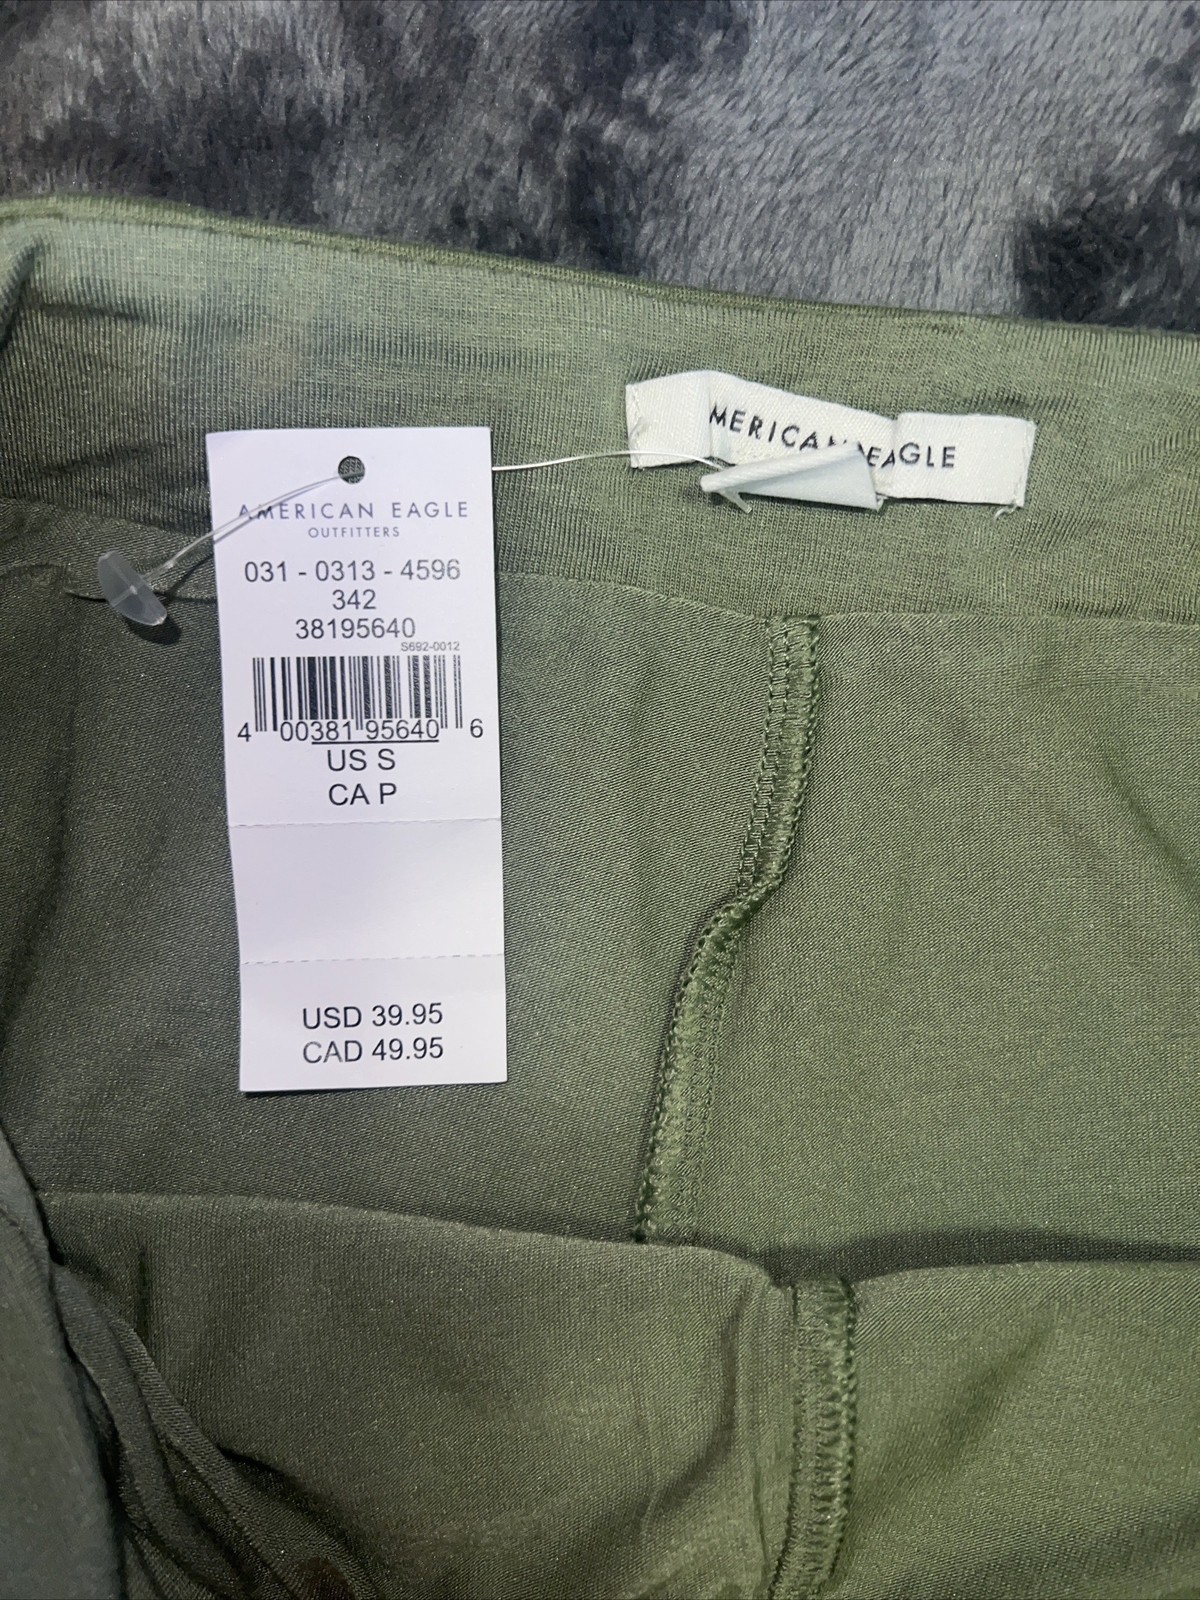 AMERICAN EAGLE
OUTFITTERS
031 - 0313 - 4596
342
38195640
S692-0012
4 00381 95640 6
US S
CA P
USD 39.95
CAD 49.95
MERICAN EAGLE